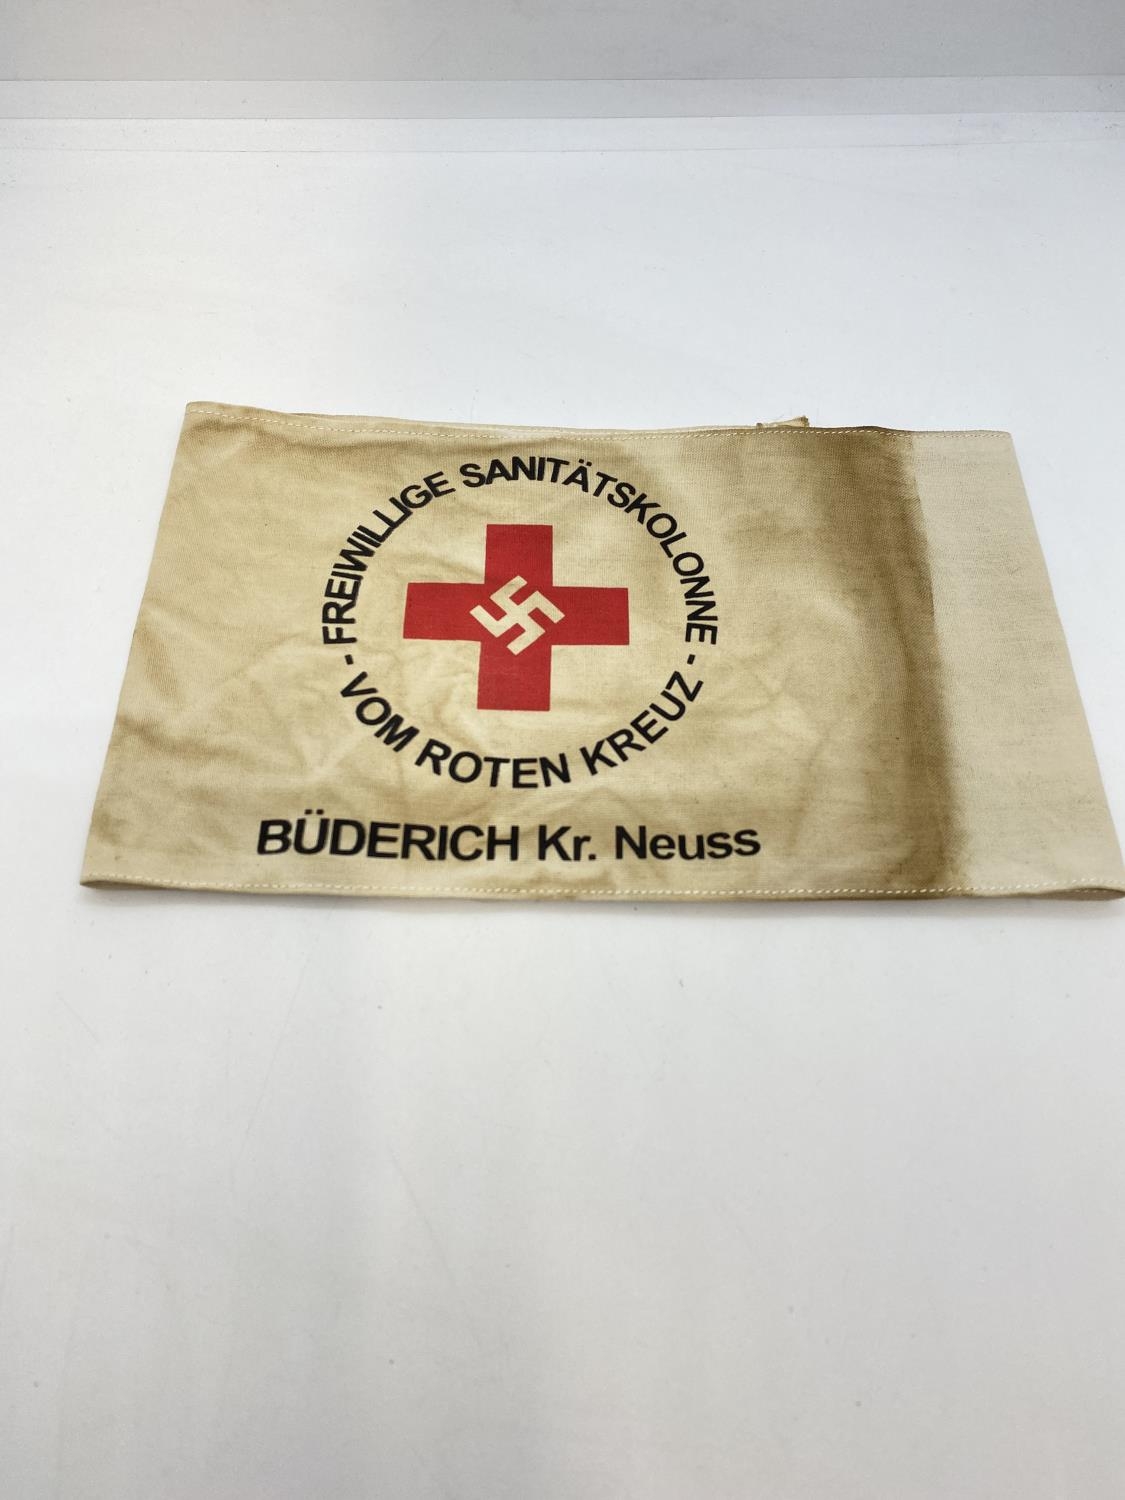 - FREIWILLIGE SANITÄTSKOLONNE -
VOM ROTEN KREUZ
BÜDERICH Kr. Neuss